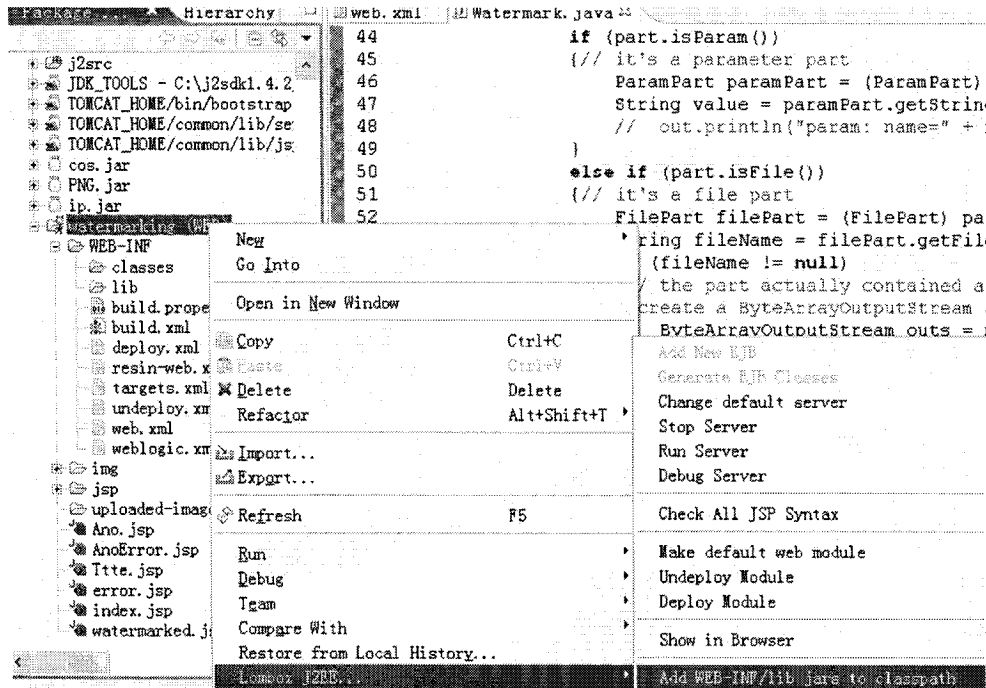 Package Hierarchy
web.xml
Watermark.java
j2src
JDK_TOOLS - C:\j2sdk1.4.2
TOMCAT_HOME/bin/bootstrap
TOMCAT_HOME/common/lib/se
TOMCAT_HOME/common/lib/js
cos.jar
PNG.jar
ip.jar
watermarking
WEB-INF
classes
lib
build.prope
build.xml
deploy.xml
resin-web.x
targets.xml
undeploy.xm
web.xml
weblogic.xm
img
jsp
uploaded-image
Ano.jsp
AnoError.jsp
Ttte.jsp
error.jsp
index.jsp
watermarked.j
44 if (part.isParam())
45 {// it's a parameter part
46 ParamPart paramPart = (ParamPart)
47 String value = paramPart.getString
48 // out.println("param: name=" +
49 }
50 else if (part.isFile())
51 {// it's a file part
52 FilePart filePart = (FilePart) pa
ring fileName = filePart.getFile
(fileName != null)
the part actually contained a
create a ByteArrayOutputStream
ByteArrayOutputStream outs =
New
Go Into
Open in New Window
Copy Ctrl+C
Paste Ctrl+V
Delete Delete
Refactor Alt+Shift+T
Import...
Export...
Refresh F5
Run
Debug
Team
Compare With
Restore from Local History...
Lomboz J2EE...
Add New EJB
Generate EJB Classes
Change default server
Stop Server
Run Server
Debug Server
Check All JSP Syntax
Make default web module
Undeploy Module
Deploy Module
Show in Browser
Add WEB-INF/lib jars to classpath